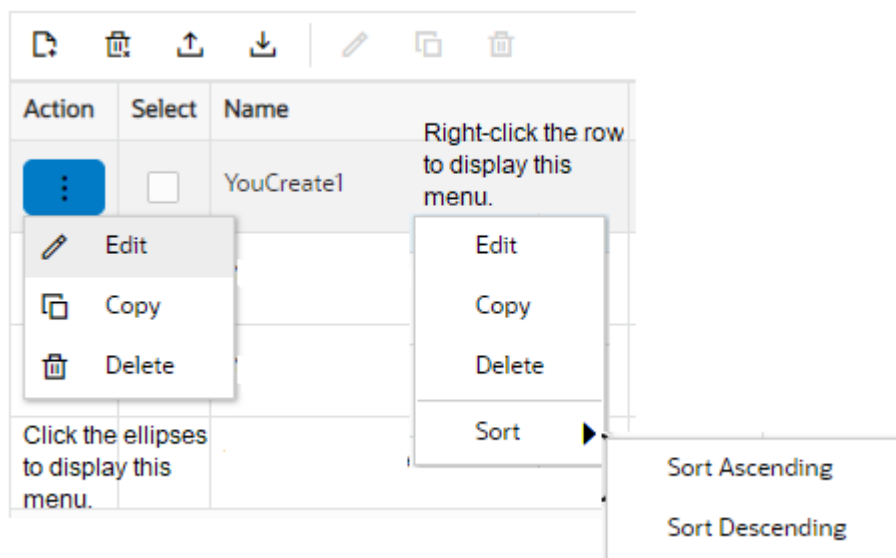 Action Select Name
Right-click the row
to display this
menu.
YouCreate1
Edit
Copy
Delete
Click the ellipses
to display this
menu.
Edit
Copy
Delete
Sort
Sort Ascending
Sort Descending